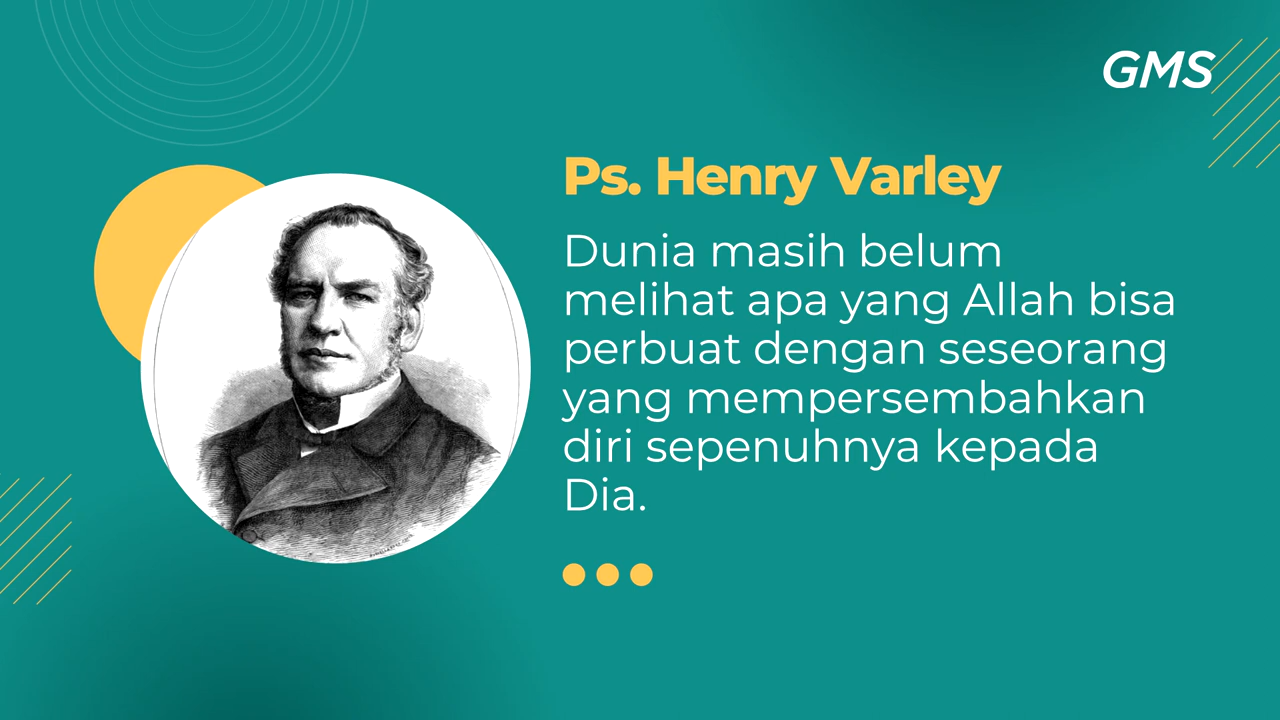 GMS
Ps. Henry Varley
Dunia masih belum
melihat apa yang Allah bisa
perbuat dengan seseorang
yang mempersembahkan
diri sepenuhnya kepada
Dia.